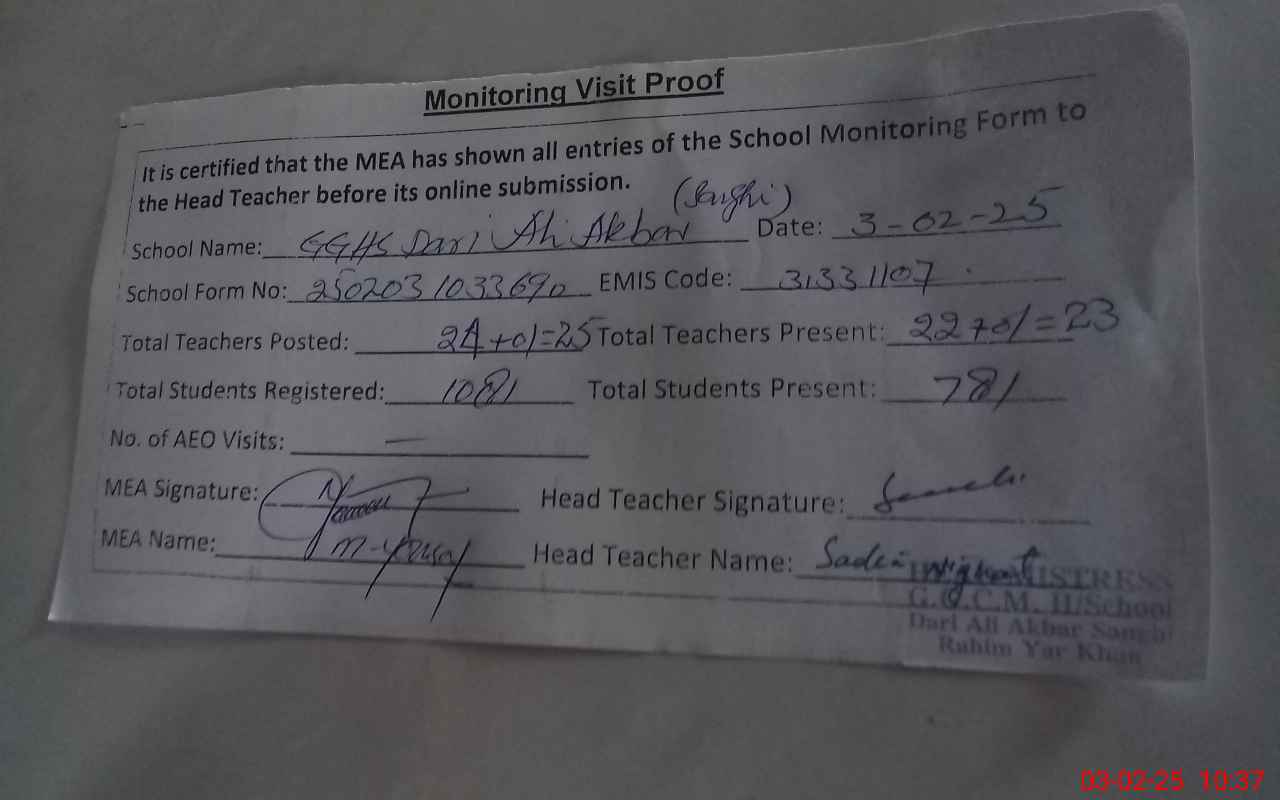 Monitoring Visit Proof
It is certified that the MEA has shown all entries of the School Monitoring Form to
the Head Teacher before its online submission.
(Sanghi)
School Name: GGHS Dari Ali Akbar Date: 3-02-25
School Form No: 2502031033690 EMIS Code: 31331107
Total Teachers Posted: 24+01=25 Total Teachers Present: 22+01=23
Total Students Registered: 1081 Total Students Present: 781
No. of AEO Visits: —
MEA Signature: Head Teacher Signature:
MEA Name: M-Yousaf Head Teacher Name: Sadia
G.G.C.M. H/School
Dari Ali Akbar Sanghi
Rahim Yar Khan
03-02-25 10:37